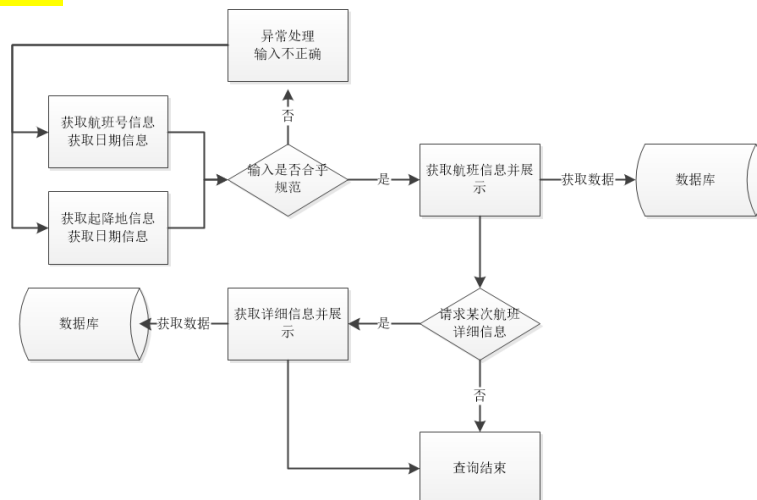 异常处理
输入不正确
获取航班号信息
获取日期信息
否
输入是否合乎
规范
是
获取航班信息并展
示
获取数据
数据库
获取起降地信息
获取日期信息
数据库
获取数据
获取详细信息并展
示
是
请求某次航班
详细信息
否
查询结束